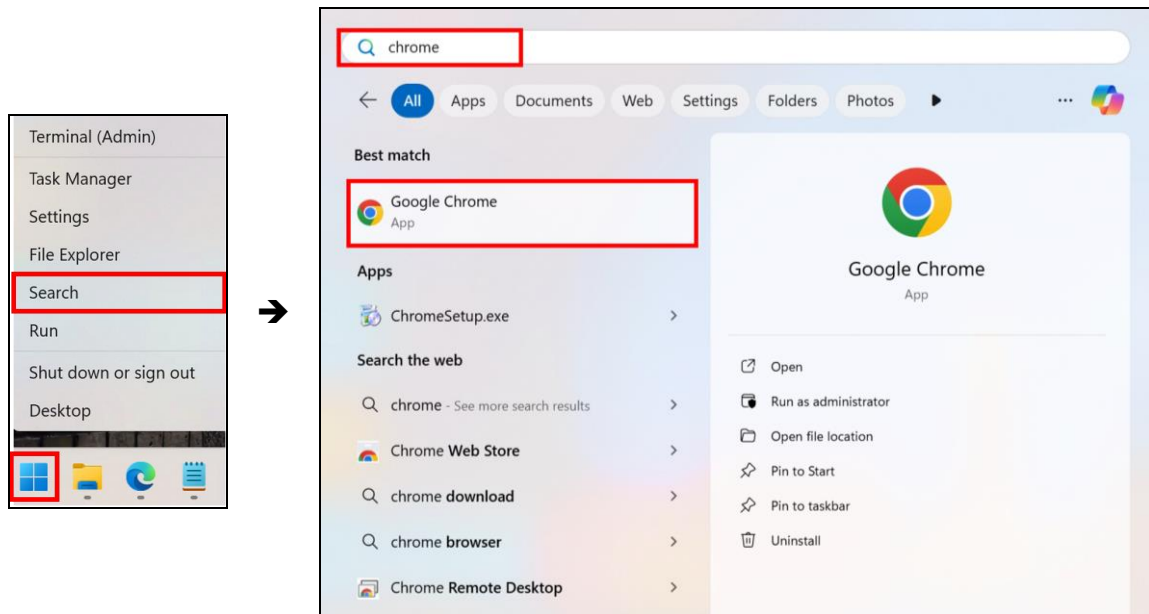 Terminal (Admin)
Task Manager
Settings
File Explorer
Search
Run
Shut down or sign out
Desktop
chrome
All Apps Documents Web Settings Folders Photos
Best match
Google Chrome
App
Apps
ChromeSetup.exe
Search the web
chrome - See more search results
Chrome Web Store
chrome download
chrome browser
Chrome Remote Desktop
Google Chrome
App
Open
Run as administrator
Open file location
Pin to Start
Pin to taskbar
Uninstall